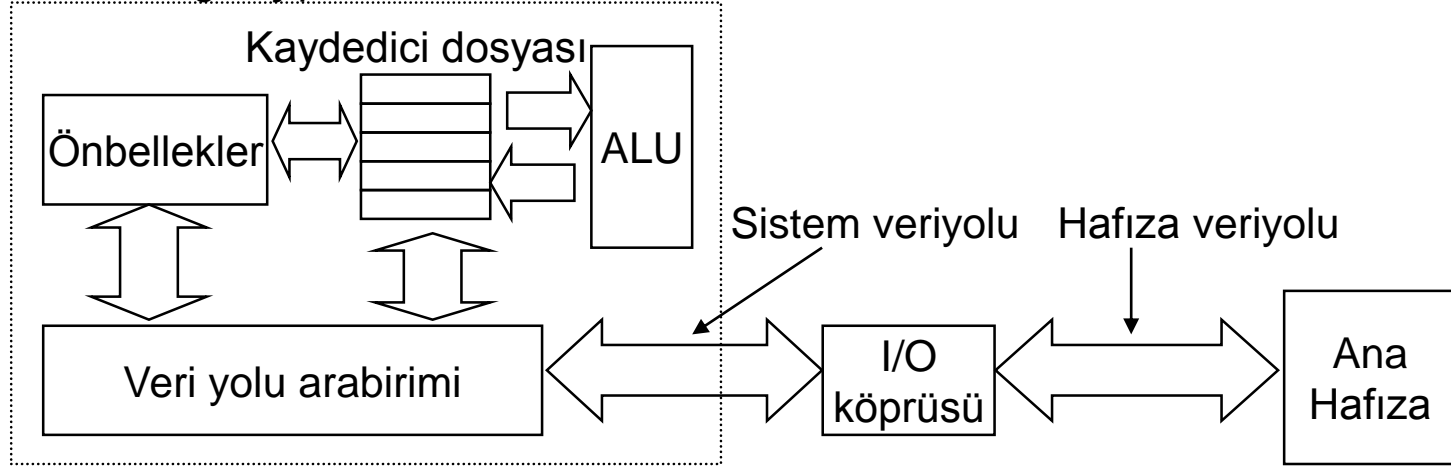 Kaydedici dosyası
Önbellekler
ALU
Sistem veriyolu
Hafıza veriyolu
Veri yolu arabirimi
I/O
köprüsü
Ana
Hafıza